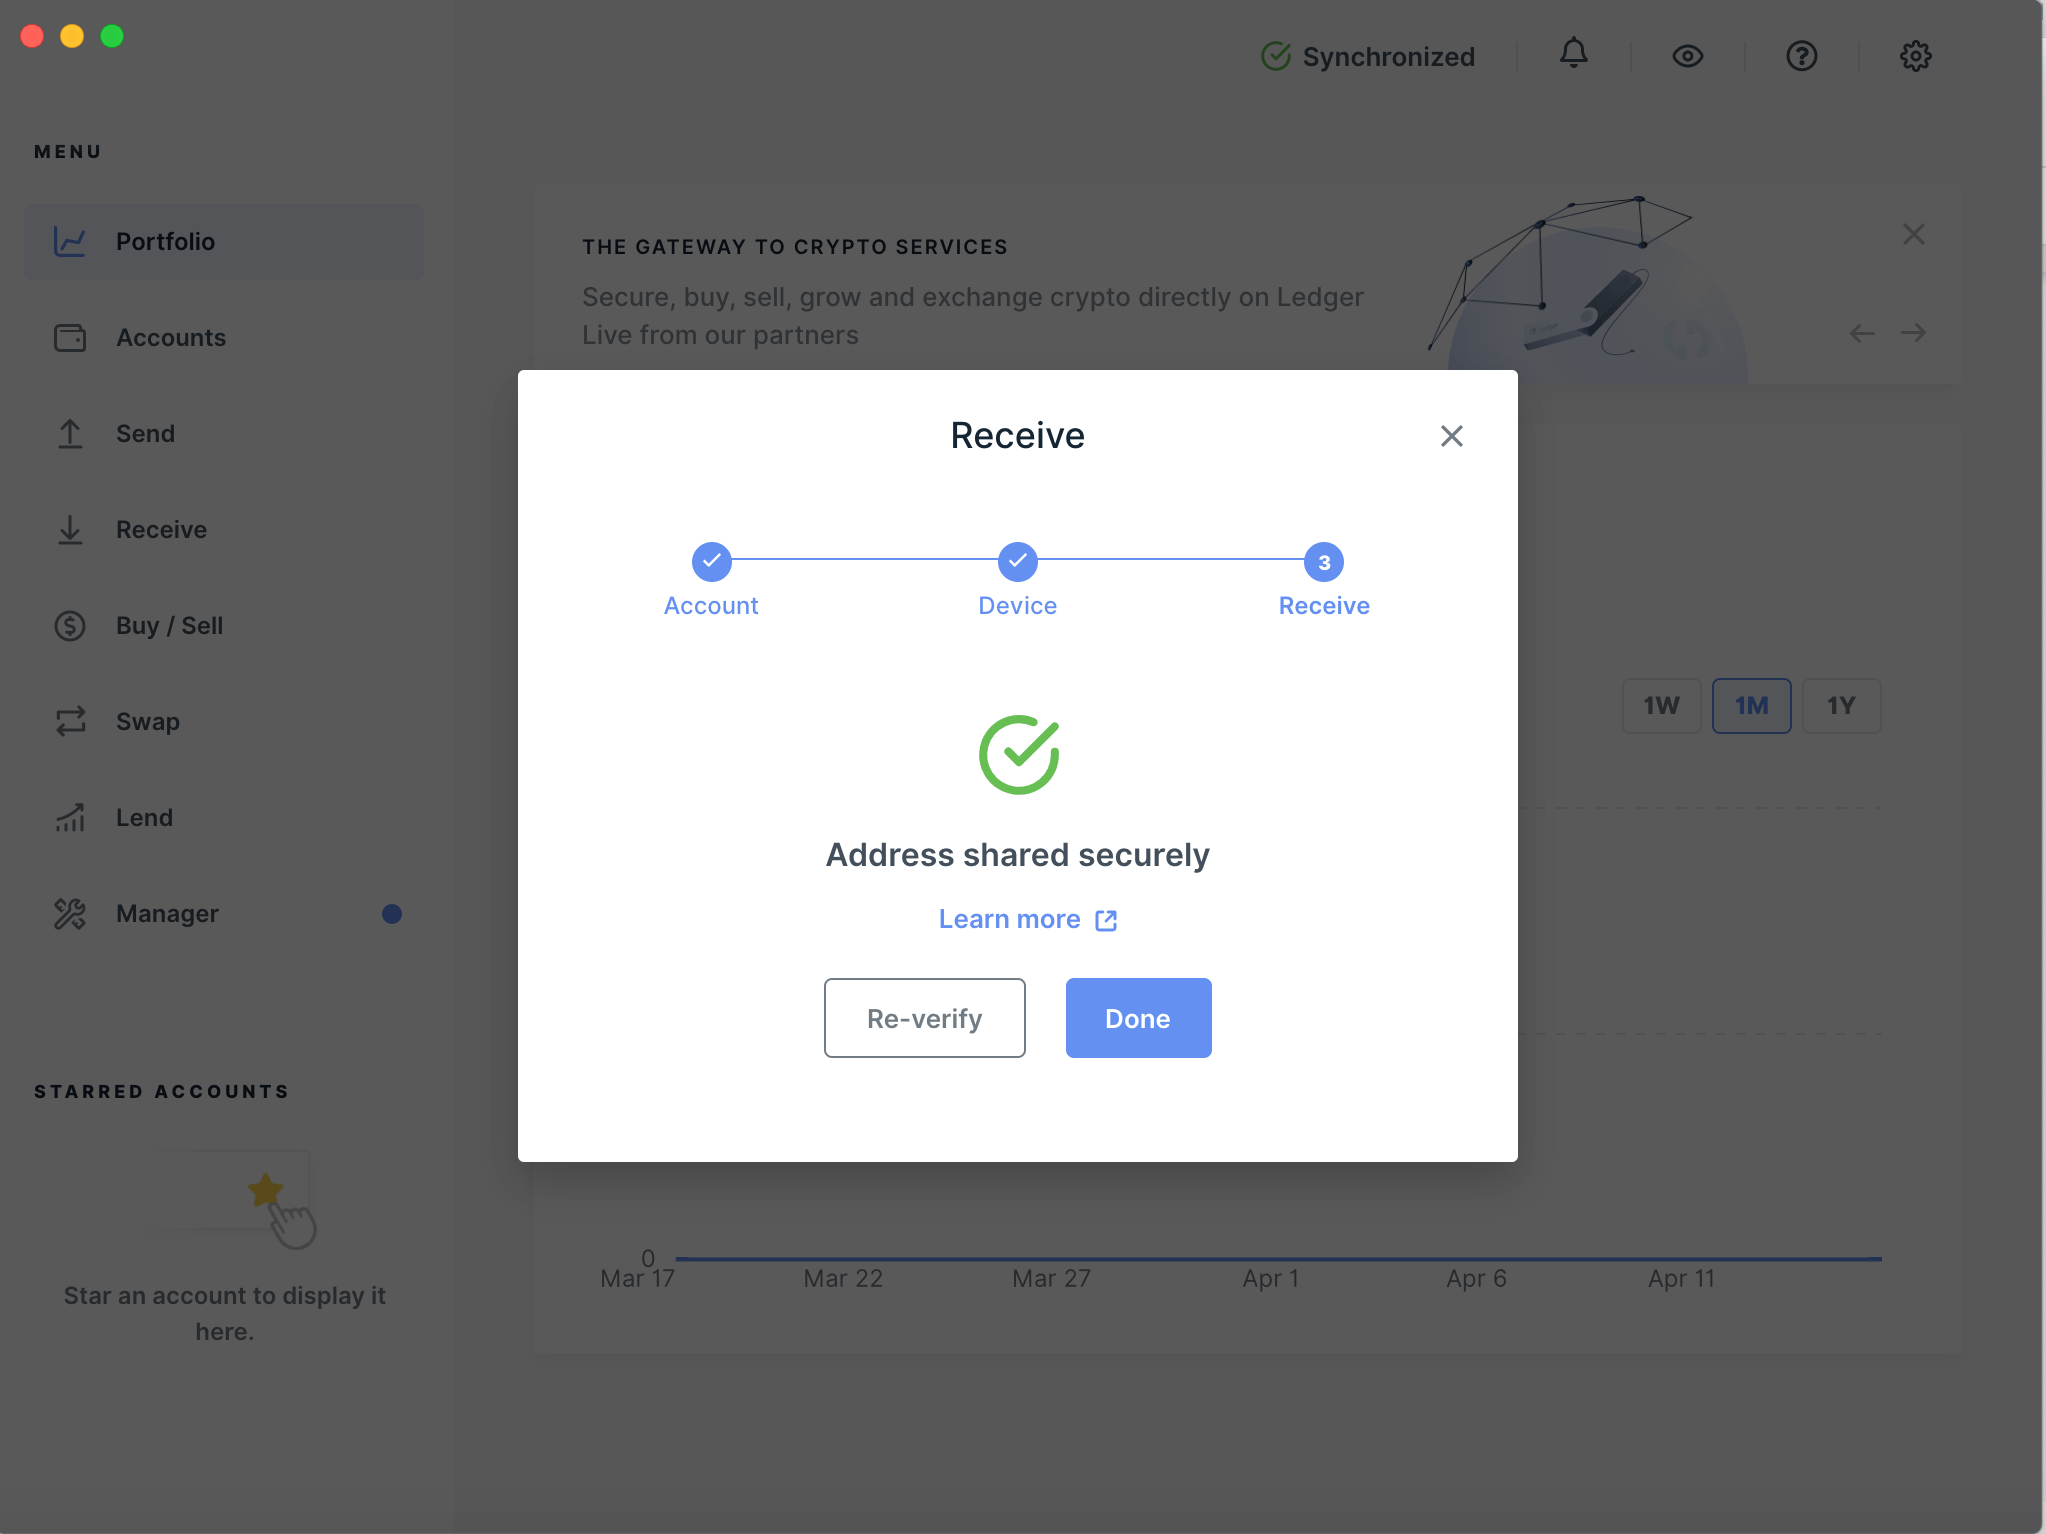 Synchronized
MENU
Portfolio
Accounts
Send
Receive
Buy / Sell
Swap
Lend
Manager
STARRED ACCOUNTS
Star an account to display it
here.
THE GATEWAY TO CRYPTO SERVICES
Secure, buy, sell, grow and exchange crypto directly on Ledger
Live from our partners
Receive
3
Account Device Receive
Address shared securely
Learn more
Re-verify Done
1W 1M 1Y
0
Mar 17 Mar 22 Mar 27 Apr 1 Apr 6 Apr 11